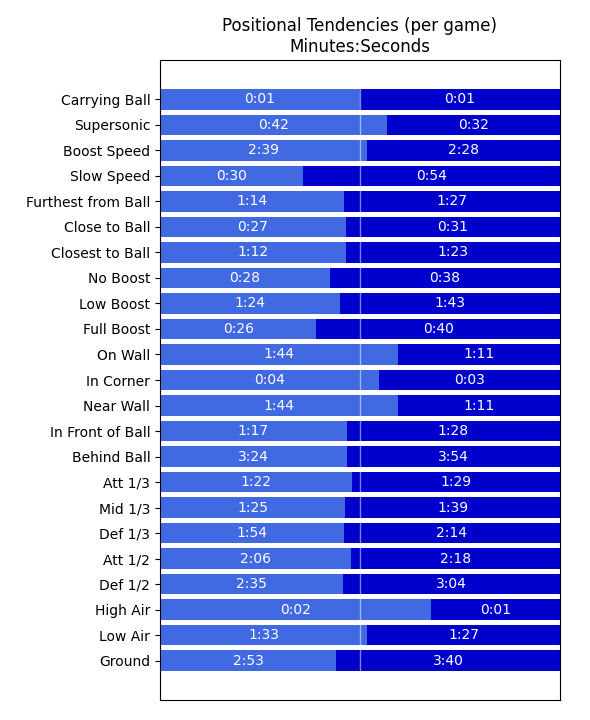 Positional Tendencies (per game)
Minutes:Seconds
Carrying Ball 0:01 0:01
Supersonic 0:42 0:32
Boost Speed 2:39 2:28
Slow Speed 0:30 0:54
Furthest from Ball 1:14 1:27
Close to Ball 0:27 0:31
Closest to Ball 1:12 1:23
No Boost 0:28 0:38
Low Boost 1:24 1:43
Full Boost 0:26 0:40
On Wall 1:44 1:11
In Corner 0:04 0:03
Near Wall 1:44 1:11
In Front of Ball 1:17 1:28
Behind Ball 3:24 3:54
Att 1/3 1:22 1:29
Mid 1/3 1:25 1:39
Def 1/3 1:54 2:14
Att 1/2 2:06 2:18
Def 1/2 2:35 3:04
High Air 0:02 0:01
Low Air 1:33 1:27
Ground 2:53 3:40